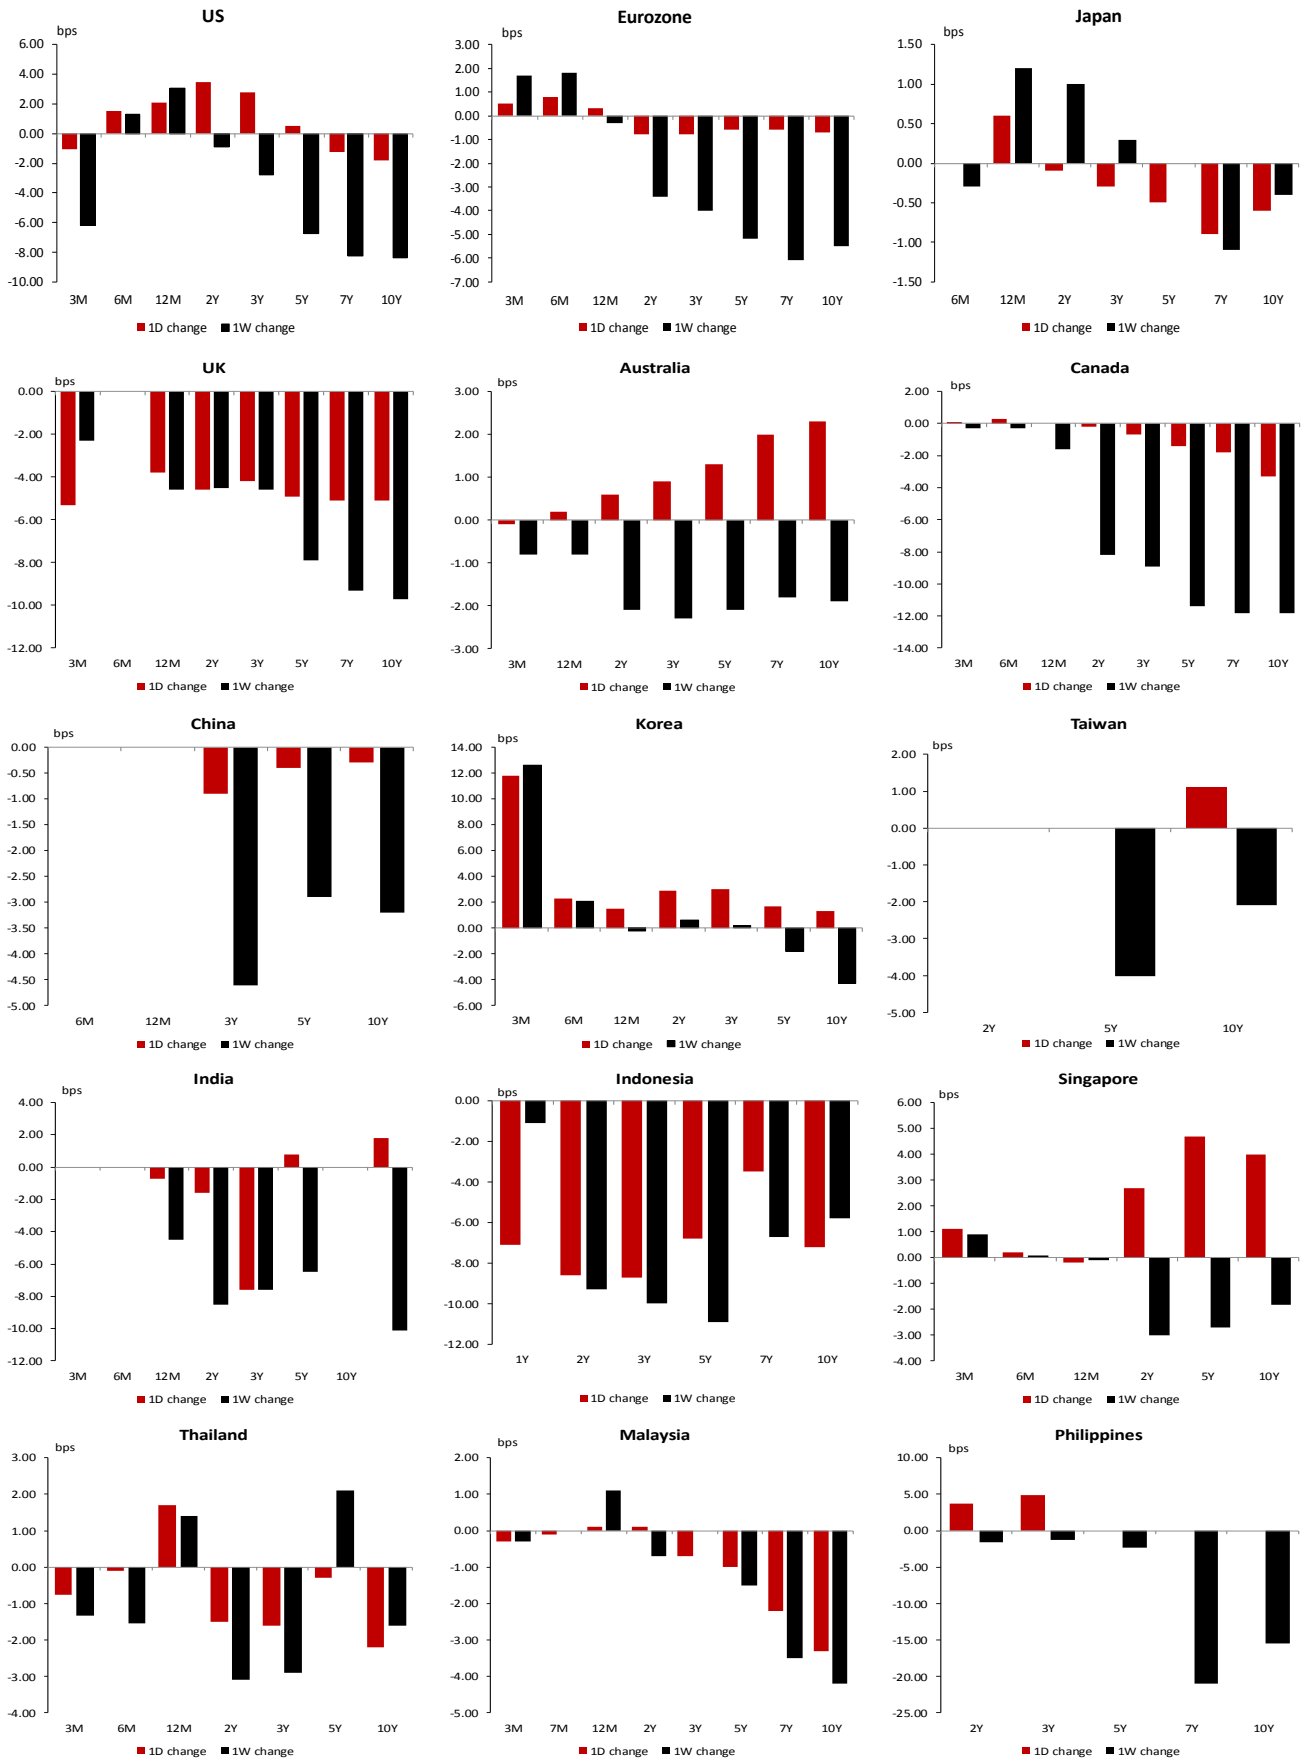 US
bps
6.00
4.00
2.00
0.00
-2.00
-4.00
-6.00
-8.00
-10.00
3M 6M 12M 2Y 3Y 5Y 7Y 10Y
1D change 1W change
Eurozone
bps
3.00
2.00
1.00
0.00
-1.00
-2.00
-3.00
-4.00
-5.00
-6.00
-7.00
3M 6M 12M 2Y 3Y 5Y 7Y 10Y
1D change 1W change
Japan
bps
1.50
1.00
0.50
0.00
-0.50
-1.00
-1.50
6M 12M 2Y 3Y 5Y 7Y 10Y
1D change 1W change
UK
bps
0.00
-2.00
-4.00
-6.00
-8.00
-10.00
-12.00
3M 6M 12M 2Y 3Y 5Y 7Y 10Y
1D change 1W change
Australia
bps
3.00
2.00
1.00
0.00
-1.00
-2.00
-3.00
3M 12M 2Y 3Y 5Y 7Y 10Y
1D change 1W change
Canada
bps
2.00
0.00
-2.00
-4.00
-6.00
-8.00
-10.00
-12.00
-14.00
3M 6M 12M 2Y 3Y 5Y 7Y 10Y
1D change 1W change
China
0.00
-0.50
-1.00
-1.50
-2.00
-2.50
-3.00
-3.50
-4.00
-4.50
-5.00
6M 12M 3Y 5Y 10Y
1D change 1W change
Korea
bps
14.00
12.00
10.00
8.00
6.00
4.00
2.00
0.00
-2.00
-4.00
-6.00
3M 6M 12M 2Y 3Y 5Y 10Y
1D change 1W change
Taiwan
bps
2.00
1.00
0.00
-1.00
-2.00
-3.00
-4.00
-5.00
2Y 5Y 10Y
1D change 1W change
India
bps
4.00
2.00
0.00
-2.00
-4.00
-6.00
-8.00
-10.00
-12.00
3M 6M 12M 2Y 3Y 5Y 10Y
1D change 1W change
Indonesia
bps
0.00
-2.00
-4.00
-6.00
-8.00
-10.00
-12.00
1Y 2Y 3Y 5Y 7Y 10Y
1D change 1W change
Singapore
bps
6.00
5.00
4.00
3.00
2.00
1.00
0.00
-1.00
-2.00
-3.00
-4.00
3M 6M 12M 2Y 5Y 10Y
1D change 1W change
Thailand
bps
3.00
2.00
1.00
0.00
-1.00
-2.00
-3.00
-4.00
3M 6M 12M 2Y 3Y 5Y 10Y
1D change 1W change
Malaysia
bps
2.00
1.00
0.00
-1.00
-2.00
-3.00
-4.00
-5.00
3M 7M 12M 2Y 3Y 5Y 7Y 10Y
1D change 1W change
Philippines
bps
10.00
5.00
0.00
-5.00
-10.00
-15.00
-20.00
-25.00
2Y 3Y 5Y 7Y 10Y
1D change 1W change